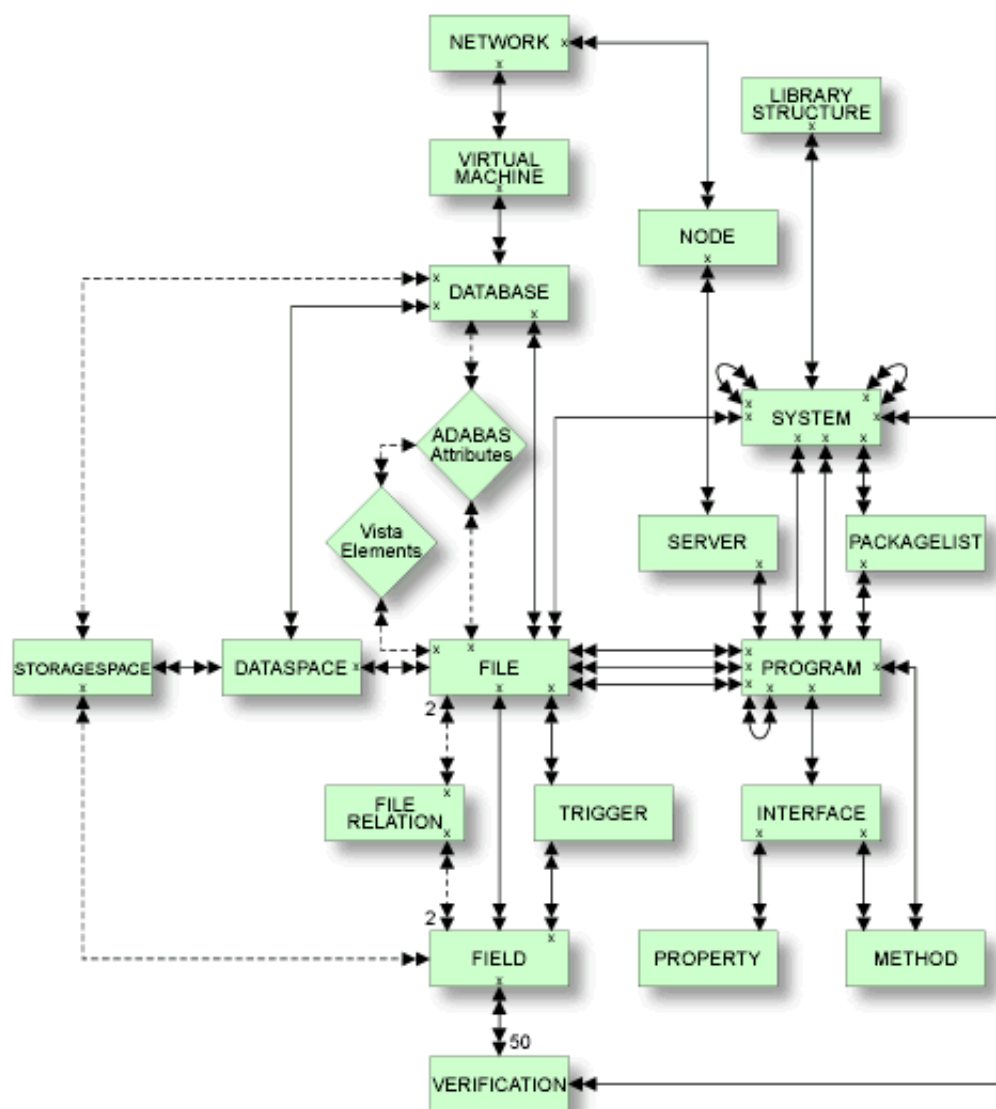 NETWORK
LIBRARY
STRUCTURE
VIRTUAL
MACHINE
NODE
DATABASE
SYSTEM
ADABAS
Attributes
Vista
Elements
SERVER
PACKAGELIST
STORAGESPACE
DATASPACE
FILE
PROGRAM
2
FILE
RELATION
TRIGGER
INTERFACE
2
FIELD
PROPERTY
METHOD
50
VERIFICATION